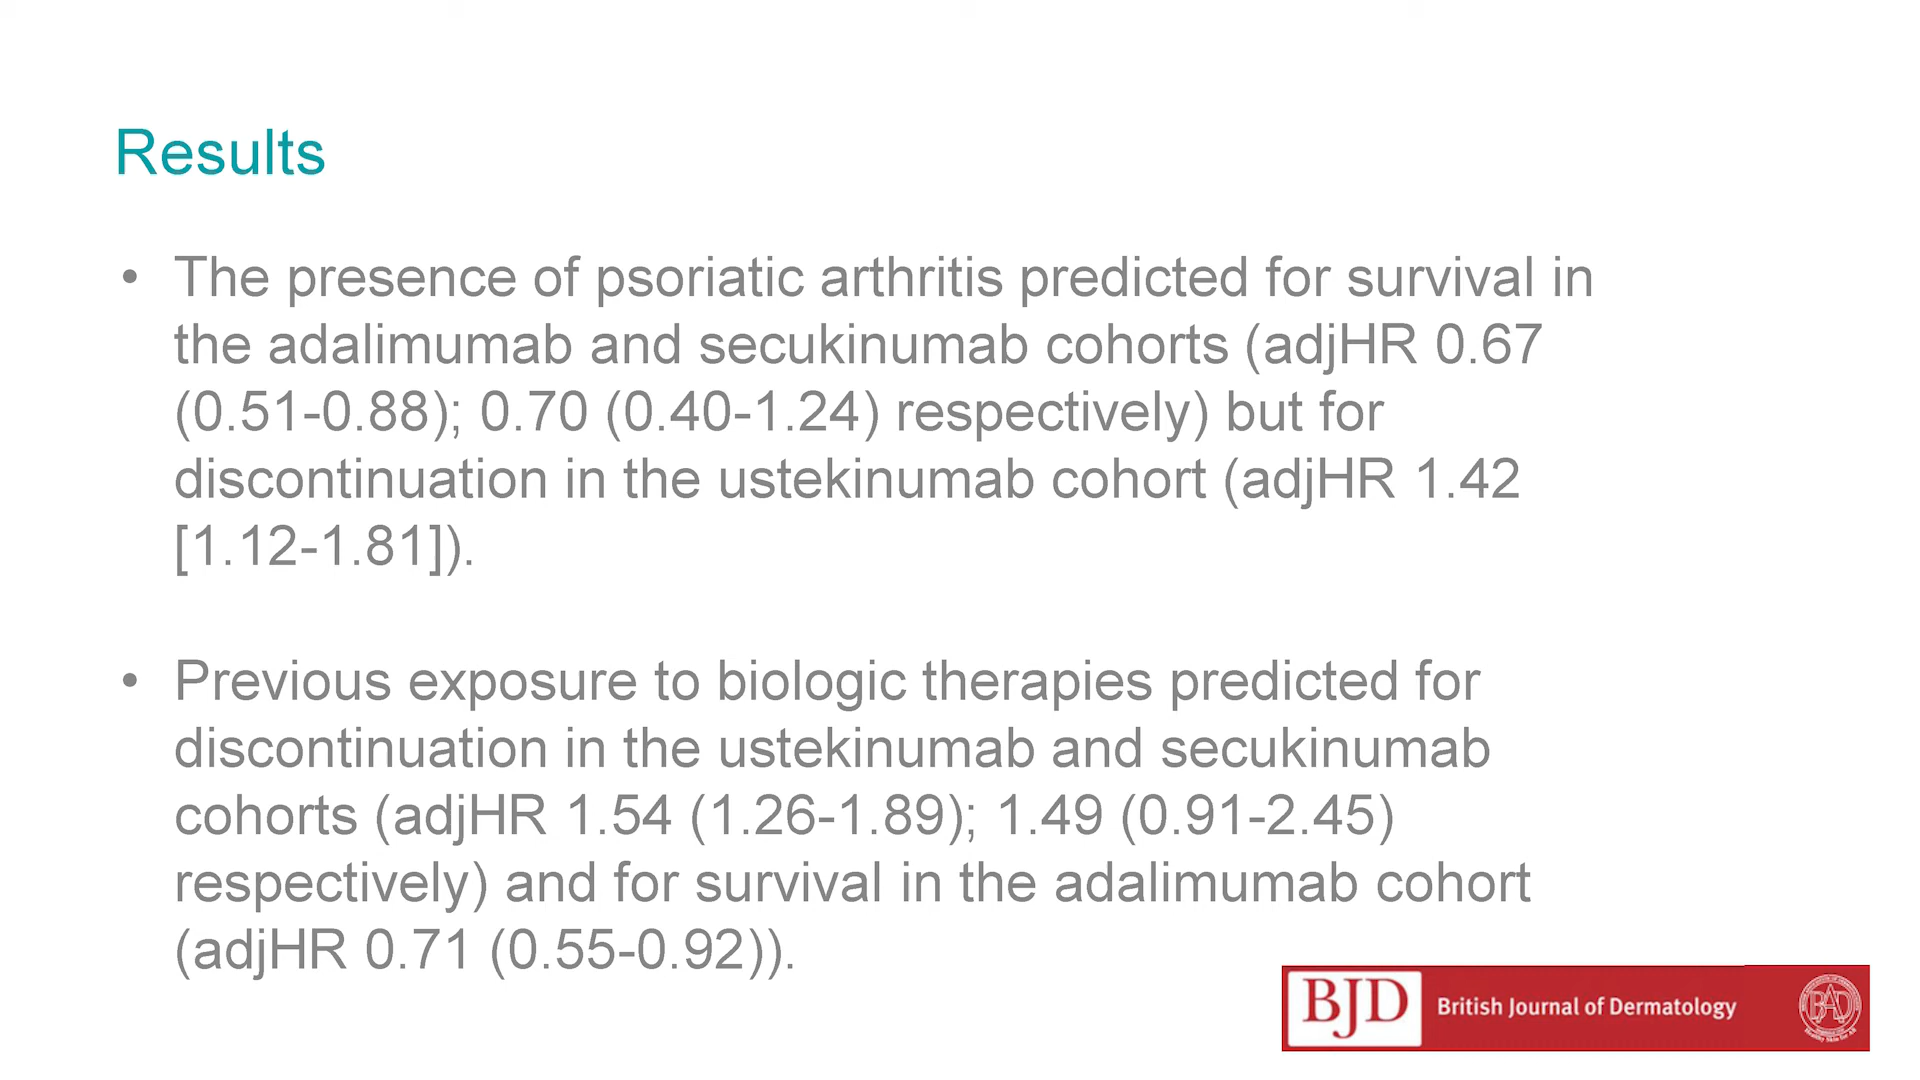 Results
• The presence of psoriatic arthritis predicted for survival in
the adalimumab and secukinumab cohorts (adjHR 0.67
(0.51-0.88); 0.70 (0.40-1.24) respectively) but for
discontinuation in the ustekinumab cohort (adjHR 1.42
[1.12-1.81]).
• Previous exposure to biologic therapies predicted for
discontinuation in the ustekinumab and secukinumab
cohorts (adjHR 1.54 (1.26-1.89); 1.49 (0.91-2.45)
respectively) and for survival in the adalimumab cohort
(adjHR 0.71 (0.55-0.92)).
BJD British Journal of Dermatology
BAD